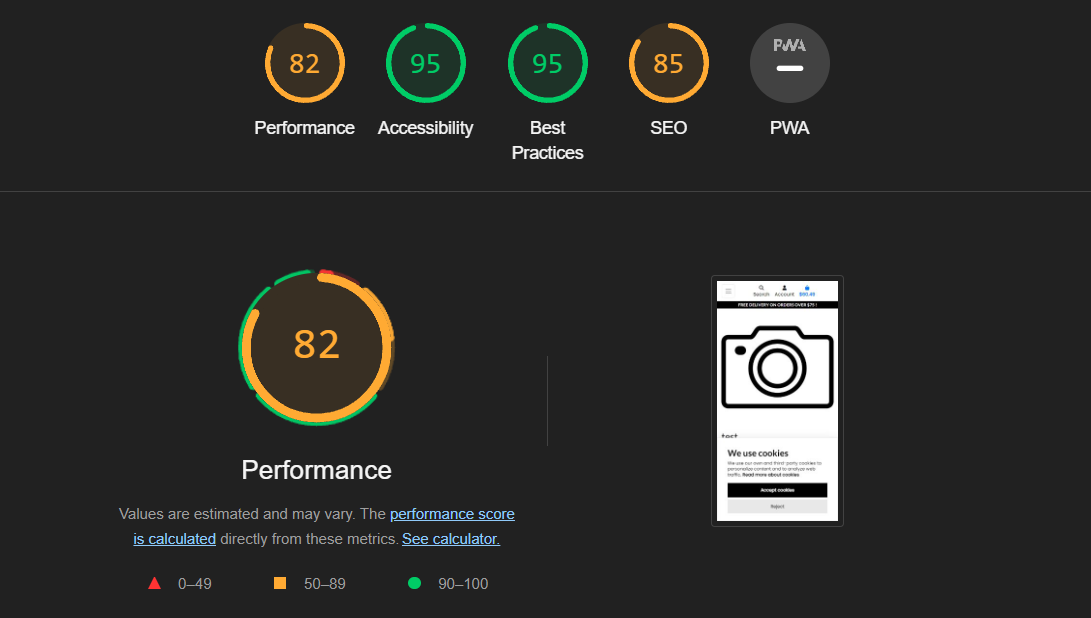 82
95
95
85
PWA
Performance
Accessibility
Best
Practices
SEO
PWA
82
Performance
Values are estimated and may vary. The performance score
is calculated directly from these metrics. See calculator.
0–49
50–89
90–100
Search
Account
FREE DELIVERY ON ORDERS OVER $75 !
test
We use cookies
We use our own and third-party cookies to
personalize content and to analyze web
traffic. Read more about cookies
Accept cookies
Reject